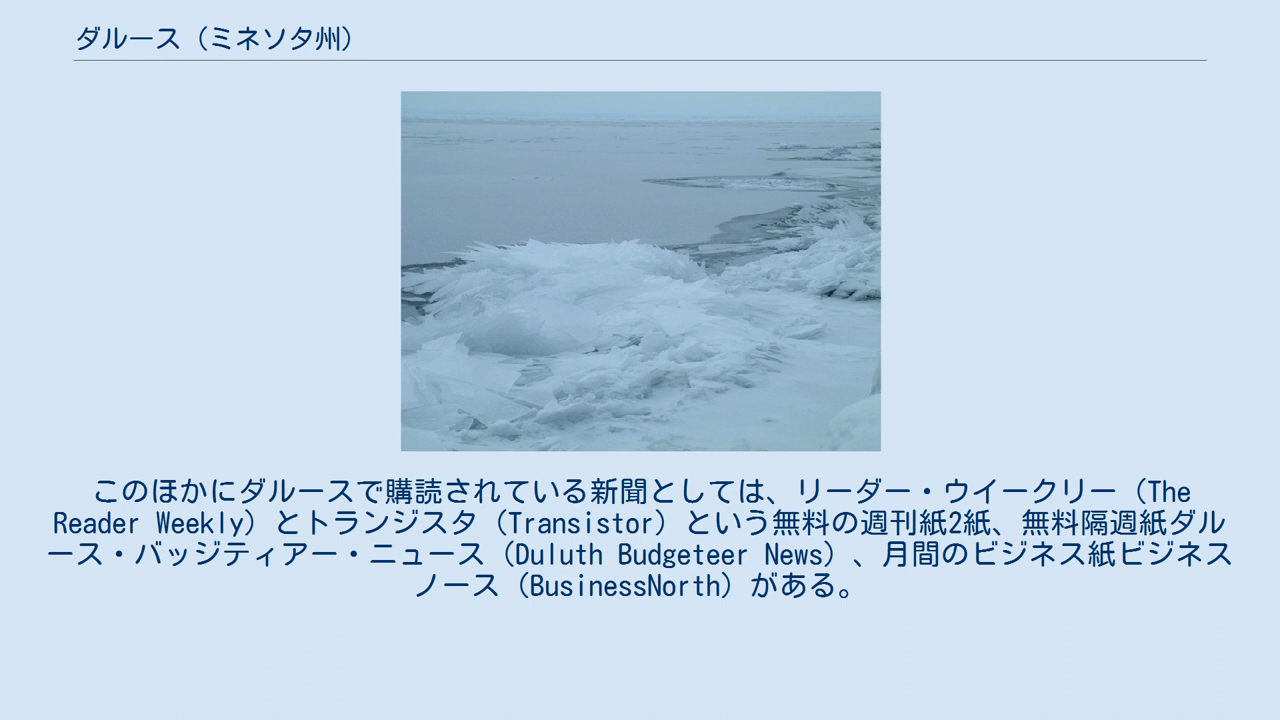 ダルース（ミネソタ州）
このほかにダルースで購読されている新聞としては、リーダー・ウイークリー（The
Reader Weekly）とトランジスタ（Transistor）という無料の週刊紙2紙、無料隔週紙ダル
ース・バッジティアー・ニュース（Duluth Budgeteer News）、月間のビジネス紙ビジネス
ノース（BusinessNorth）がある。